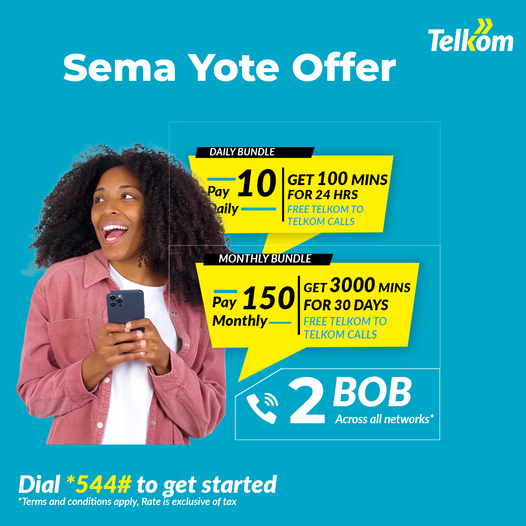 Telkom
Sema Yote Offer
DAILY BUNDLE
Pay 10
Daily
GET 100 MINS
FOR 24 HRS
FREE TELKOM TO
TELKOM CALLS
MONTHLY BUNDLE
Pay 150
Monthly
GET 3000 MINS
FOR 30 DAYS
FREE TELKOM TO
TELKOM CALLS
2 BOB
Across all networks*
Dial *544# to get started
*Terms and conditions apply, Rate is exclusive of tax